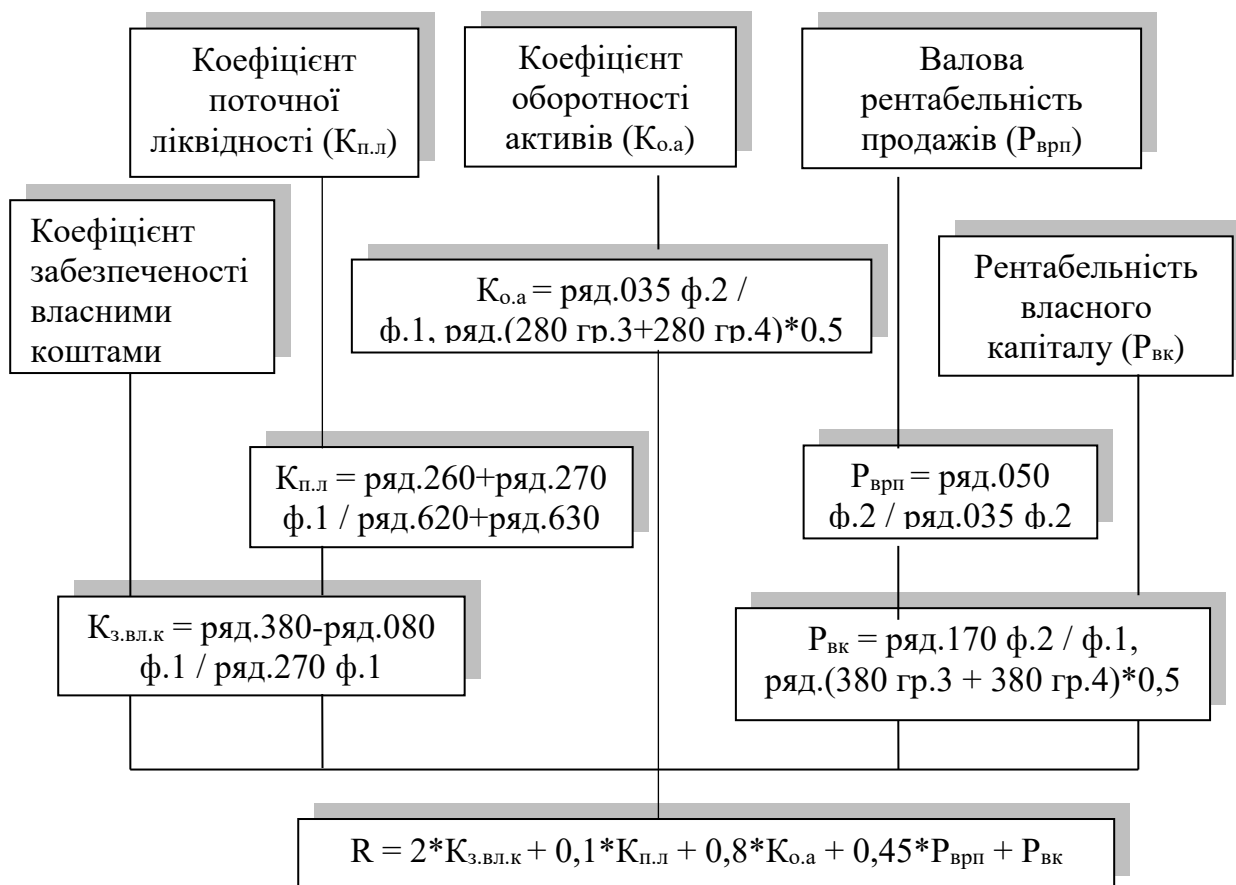 Коефіцієнт
поточної
ліквідності (Кп.л)
Коефіцієнт
оборотності
активів (Ко.а)
Валова
рентабельність
продажів (Рврп)
Коефіцієнт
забезпеченості
власними
коштами
Рентабельність
власного
капіталу (Рвк)
Ко.а = ряд.035 ф.2 /
ф.1, ряд.(280 гр.3+280 гр.4)*0,5
Кп.л = ряд.260+ряд.270
ф.1 / ряд.620+ряд.630
Рврп = ряд.050
ф.2 / ряд.035 ф.2
Кз.вл.к = ряд.380-ряд.080
ф.1 / ряд.270 ф.1
Рвк = ряд.170 ф.2 / ф.1,
ряд.(380 гр.3 + 380 гр.4)*0,5
R = 2*Кз.вл.к + 0,1*Кп.л + 0,8*Ко.а + 0,45*Рврп + Рвк